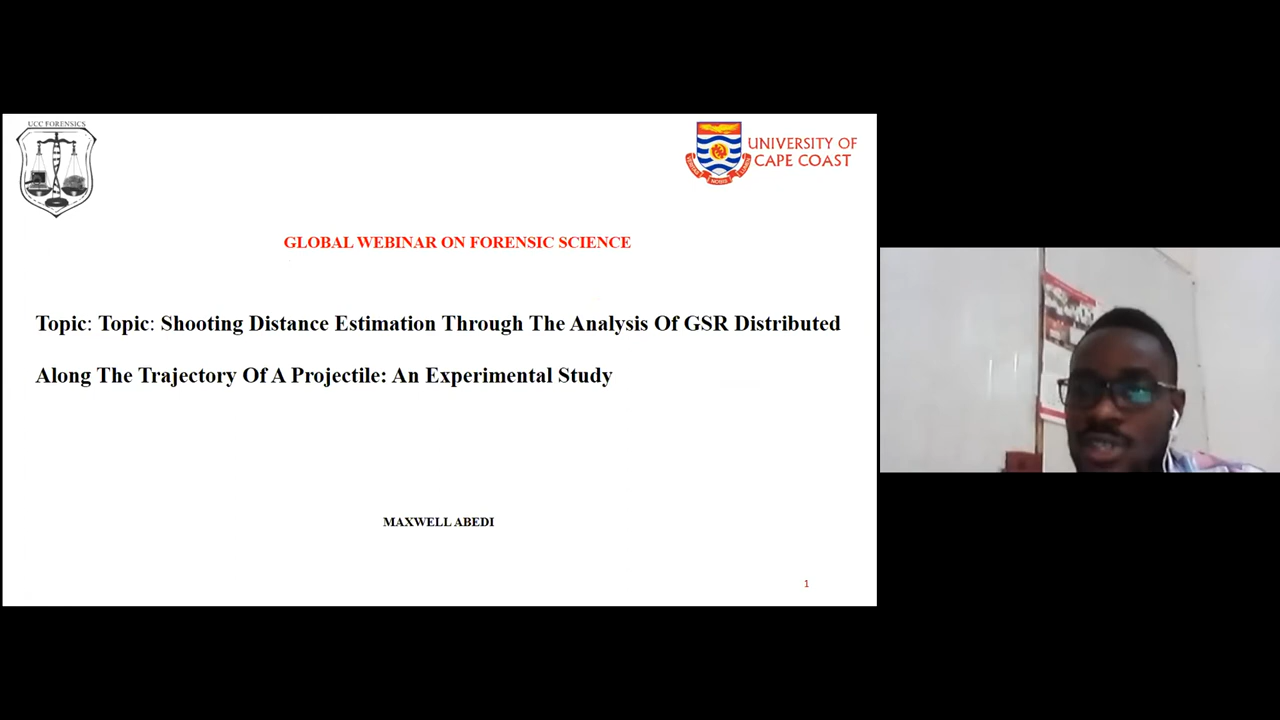 UCC FORENSICS
UNIVERSITY OF
CAPE COAST
NOBIS
GLOBAL WEBINAR ON FORENSIC SCIENCE
Topic: Topic: Shooting Distance Estimation Through The Analysis Of GSR Distributed
Along The Trajectory Of A Projectile: An Experimental Study
MAXWELL ABEDI
1